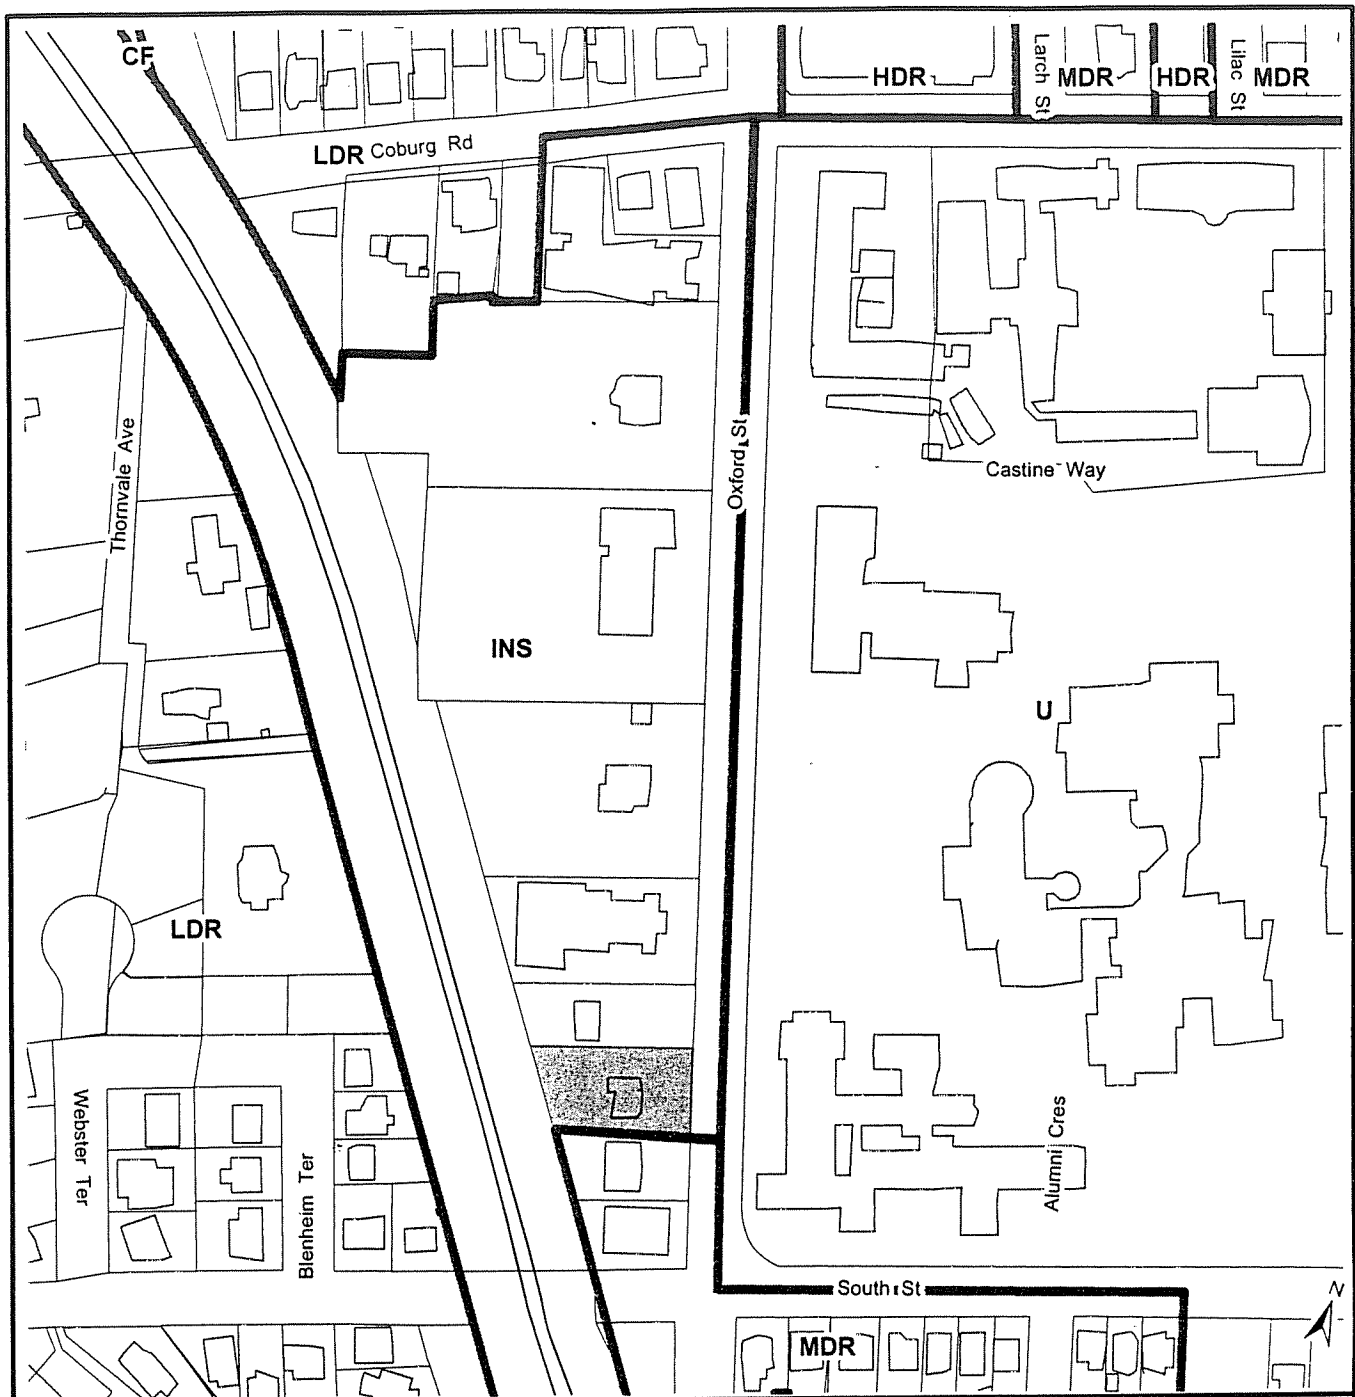 CF
HDR
Larch St
MDR
HDR
Lilac St
MDR
LDR
Coburg Rd
Thornvale Ave
Oxford St
Castine Way
INS
U
LDR
Webster Ter
Blenheim Ter
Alumni Cres
South St
MDR
N